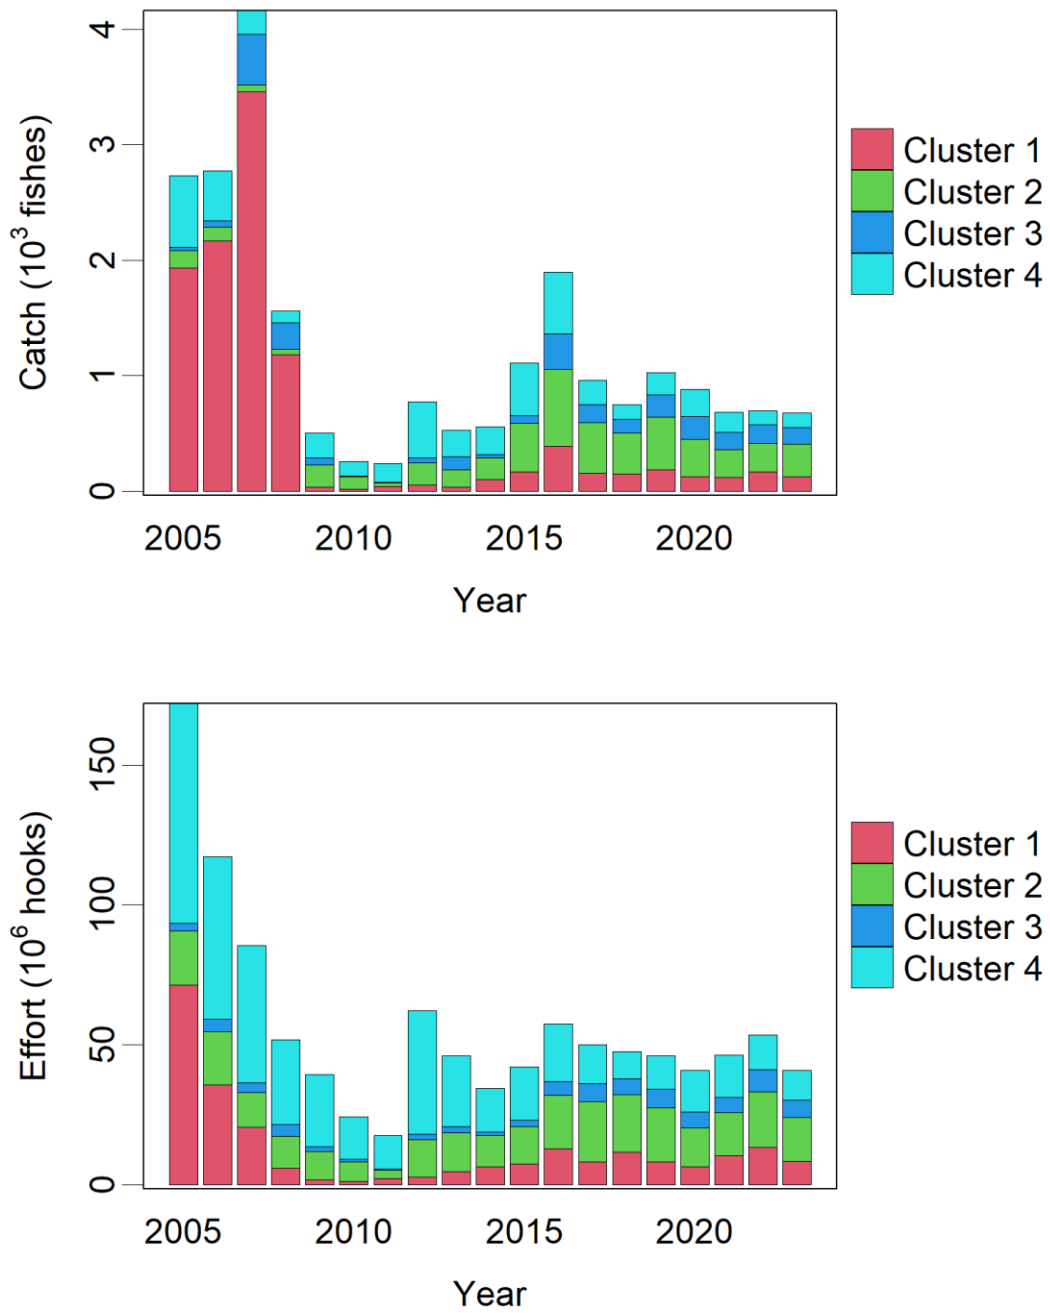 Catch (10³ fishes)
4
3
2
1
0
2005 2010 2015 2020
Year
Cluster 1
Cluster 2
Cluster 3
Cluster 4
Effort (10⁶ hooks)
150
100
50
0
2005 2010 2015 2020
Year
Cluster 1
Cluster 2
Cluster 3
Cluster 4